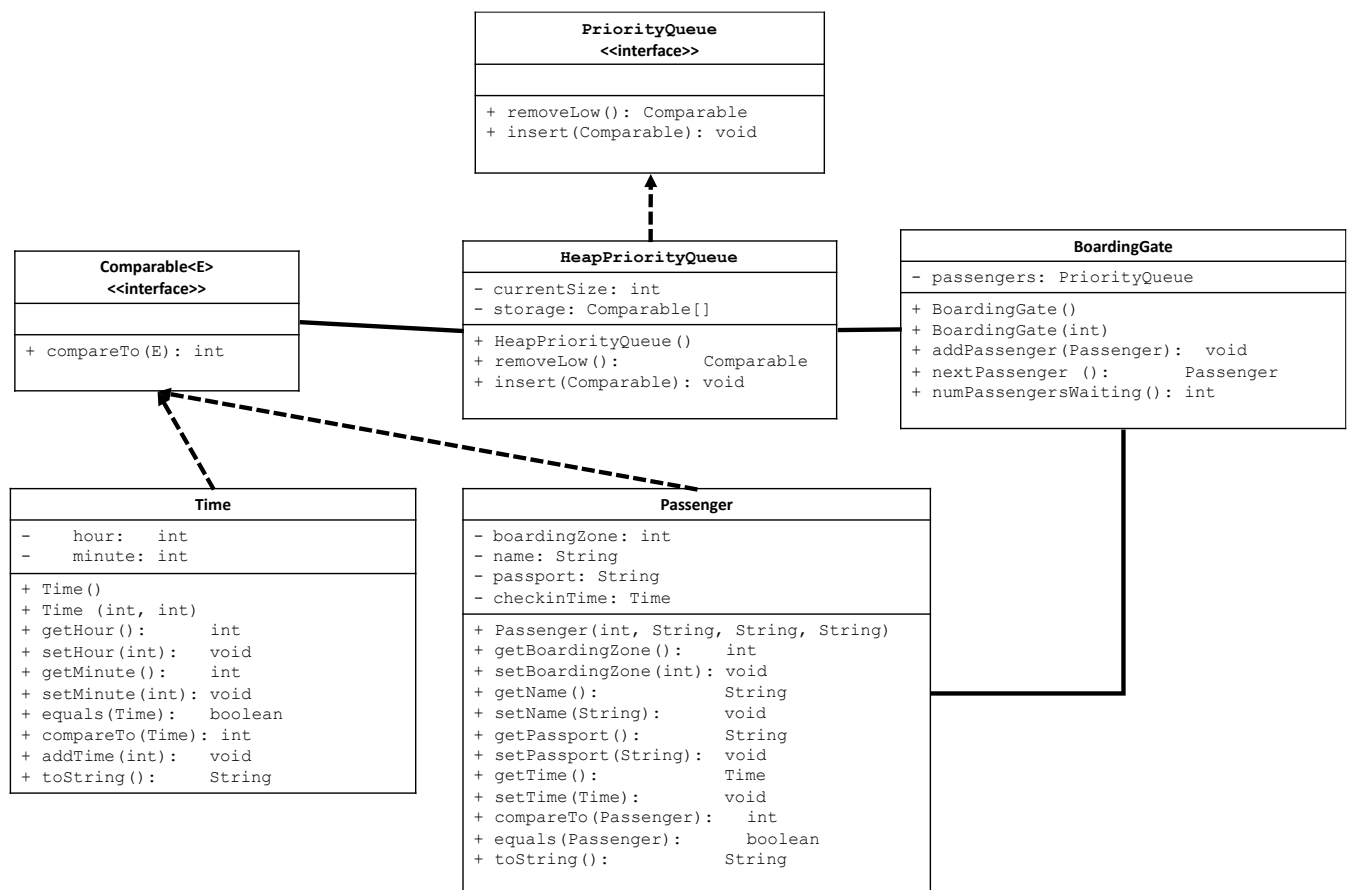 PriorityQueue
<<interface>>
+ removeLow(): Comparable
+ insert(Comparable): void
Comparable<E>
<<interface>>
+ compareTo(E): int
HeapPriorityQueue
- currentSize: int
- storage: Comparable[]
+ HeapPriorityQueue()
+ removeLow(): Comparable
+ insert(Comparable): void
BoardingGate
- passengers: PriorityQueue
+ BoardingGate()
+ BoardingGate(int)
+ addPassenger(Passenger): void
+ nextPassenger (): Passenger
+ numPassengersWaiting(): int
Time
- hour: int
- minute: int
+ Time()
+ Time (int, int)
+ getHour(): int
+ setHour(int): void
+ getMinute(): int
+ setMinute(int): void
+ equals(Time): boolean
+ compareTo(Time): int
+ addTime(int): void
+ toString(): String
Passenger
- boardingZone: int
- name: String
- passport: String
- checkinTime: Time
+ Passenger(int, String, String, String)
+ getBoardingZone(): int
+ setBoardingZone(int): void
+ getName(): String
+ setName(String): void
+ getPassport(): String
+ setPassport(String): void
+ getTime(): Time
+ setTime(Time): void
+ compareTo(Passenger): int
+ equals(Passenger): boolean
+ toString(): String